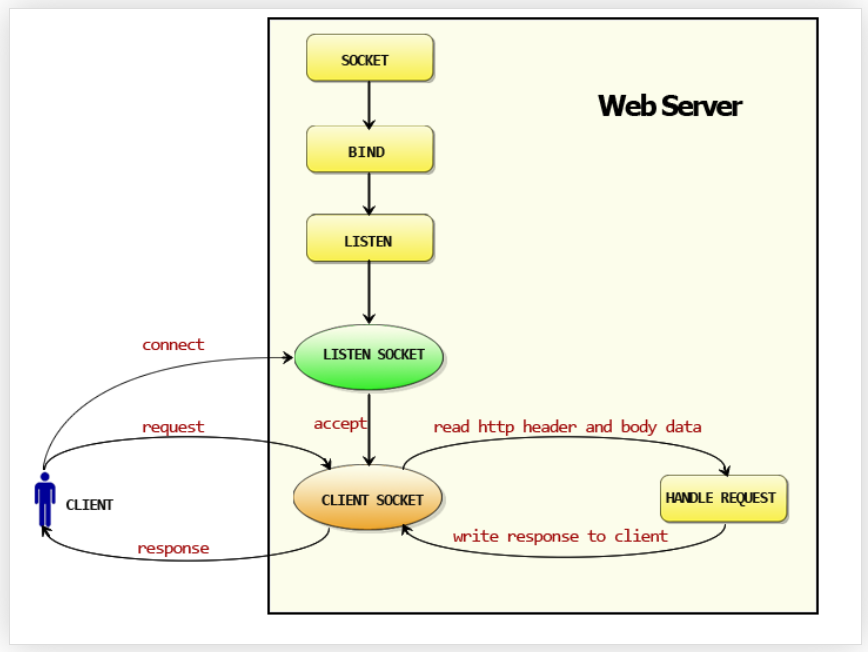 SOCKET
Web Server
BIND
LISTEN
connect
LISTEN SOCKET
request
accept
read http header and body data
CLIENT
CLIENT SOCKET
HANDLE REQUEST
response
write response to client